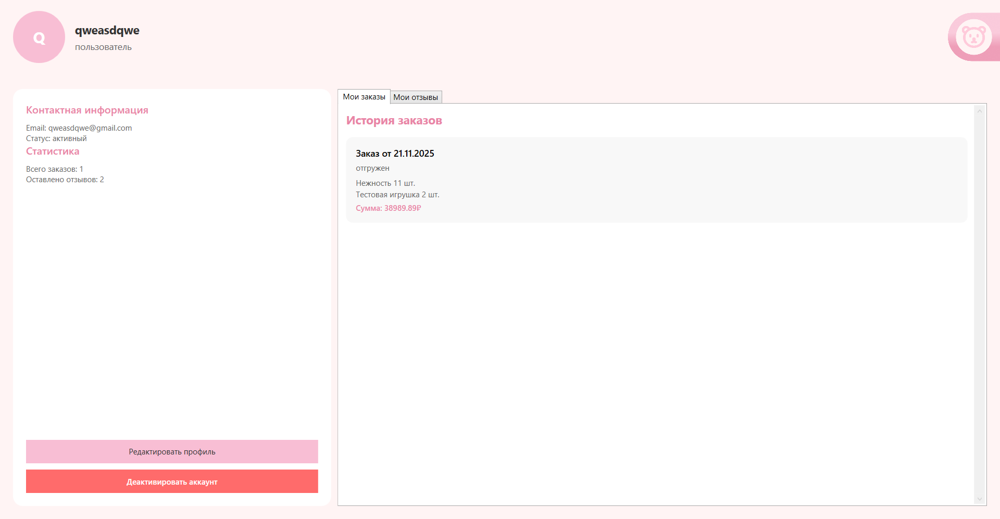 Q
qweasdqwe
пользователь
Контактная информация
Email: qweasdqwe@gmail.com
Статус: активный
Статистика
Всего заказов: 1
Оставлено отзывов: 2
Редактировать профиль
Деактивировать аккаунт
Мои заказы
Мои отзывы
История заказов
Заказ от 21.11.2025
отгружен
Нежность 11 шт.
Тестовая игрушка 2 шт.
Сумма: 38989.89₽